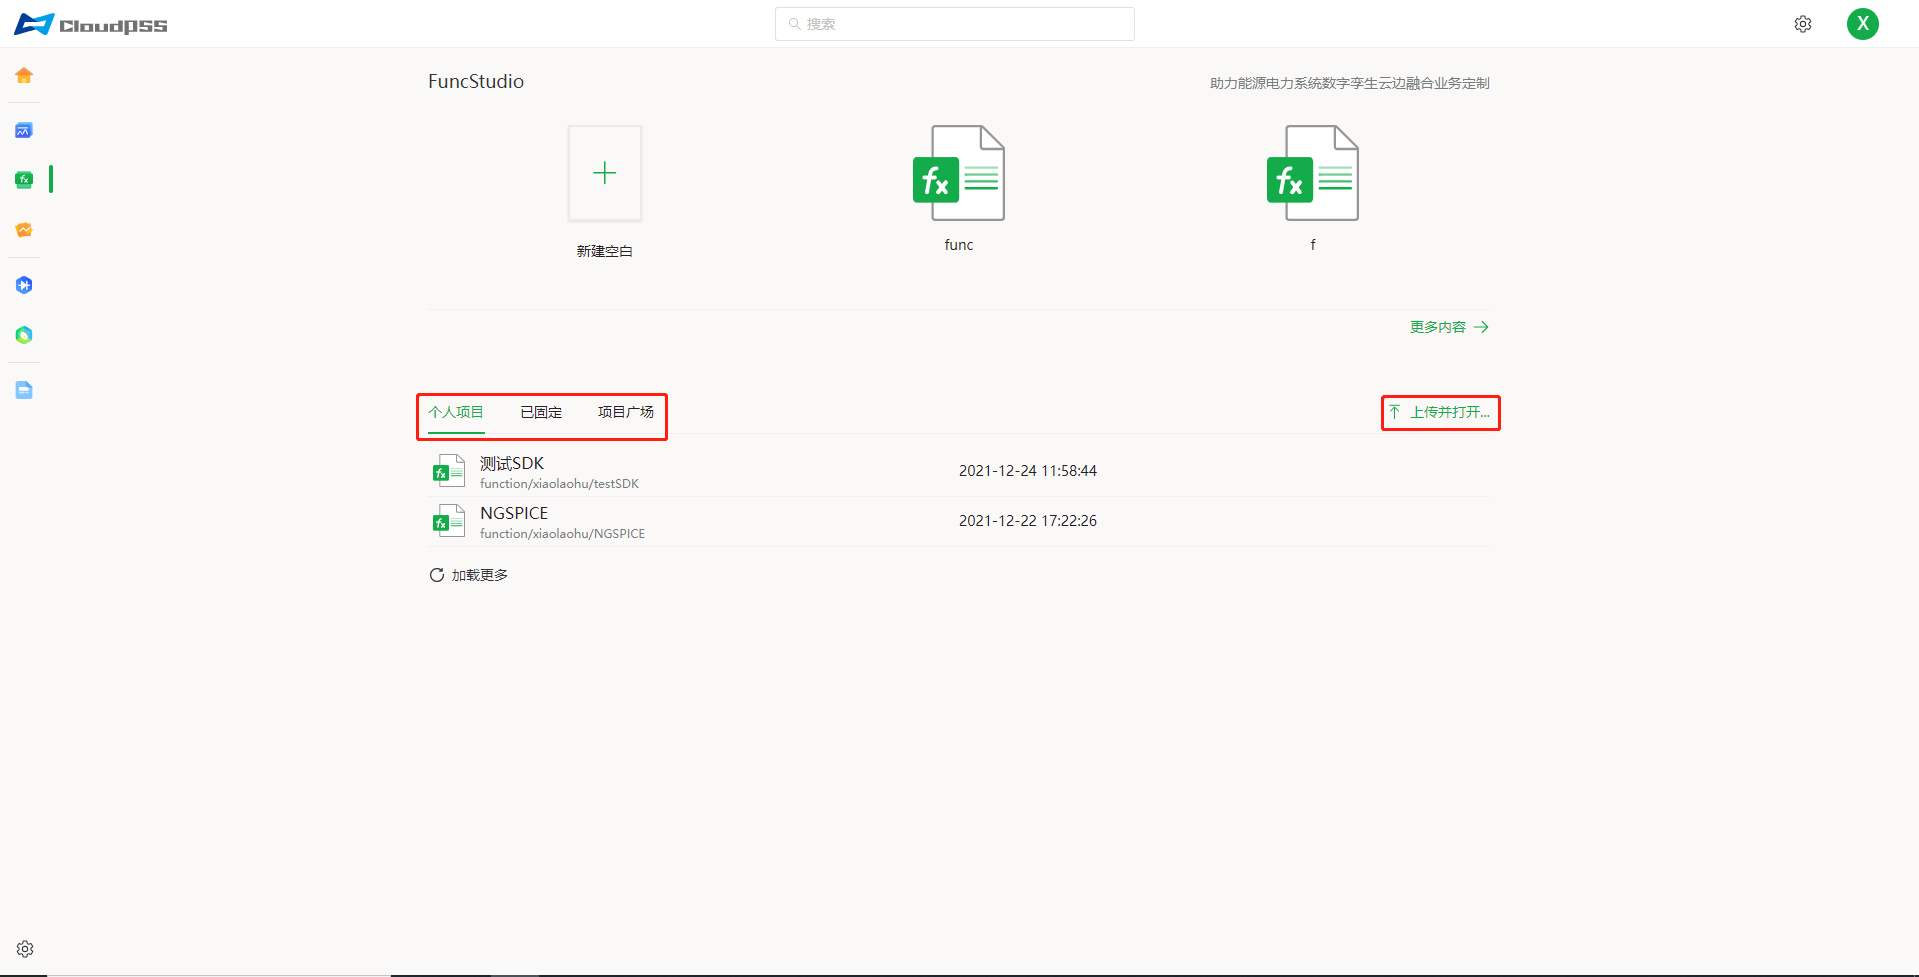 CloudPSS
搜索
X
FuncStudio
助力能源电力系统数字孪生云边融合业务定制
fx
fx
新建空白
func
f
更多内容
个人项目 已固定 项目广场
上传并打开...
测试SDK
function/xiaolaohu/testSDK
2021-12-24 11:58:44
NGSPICE
function/xiaolaohu/NGSPICE
2021-12-22 17:22:26
加载更多